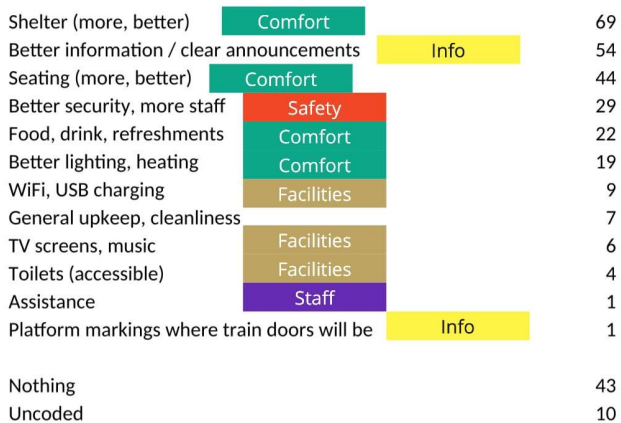 Shelter (more, better) Comfort 69
Better information / clear announcements Info 54
Seating (more, better) Comfort 44
Better security, more staff Safety 29
Food, drink, refreshments Comfort 22
Better lighting, heating Comfort 19
WiFi, USB charging Facilities 9
General upkeep, cleanliness 7
TV screens, music Facilities 6
Toilets (accessible) Facilities 4
Assistance Staff 1
Platform markings where train doors will be Info 1
Nothing 43
Uncoded 10